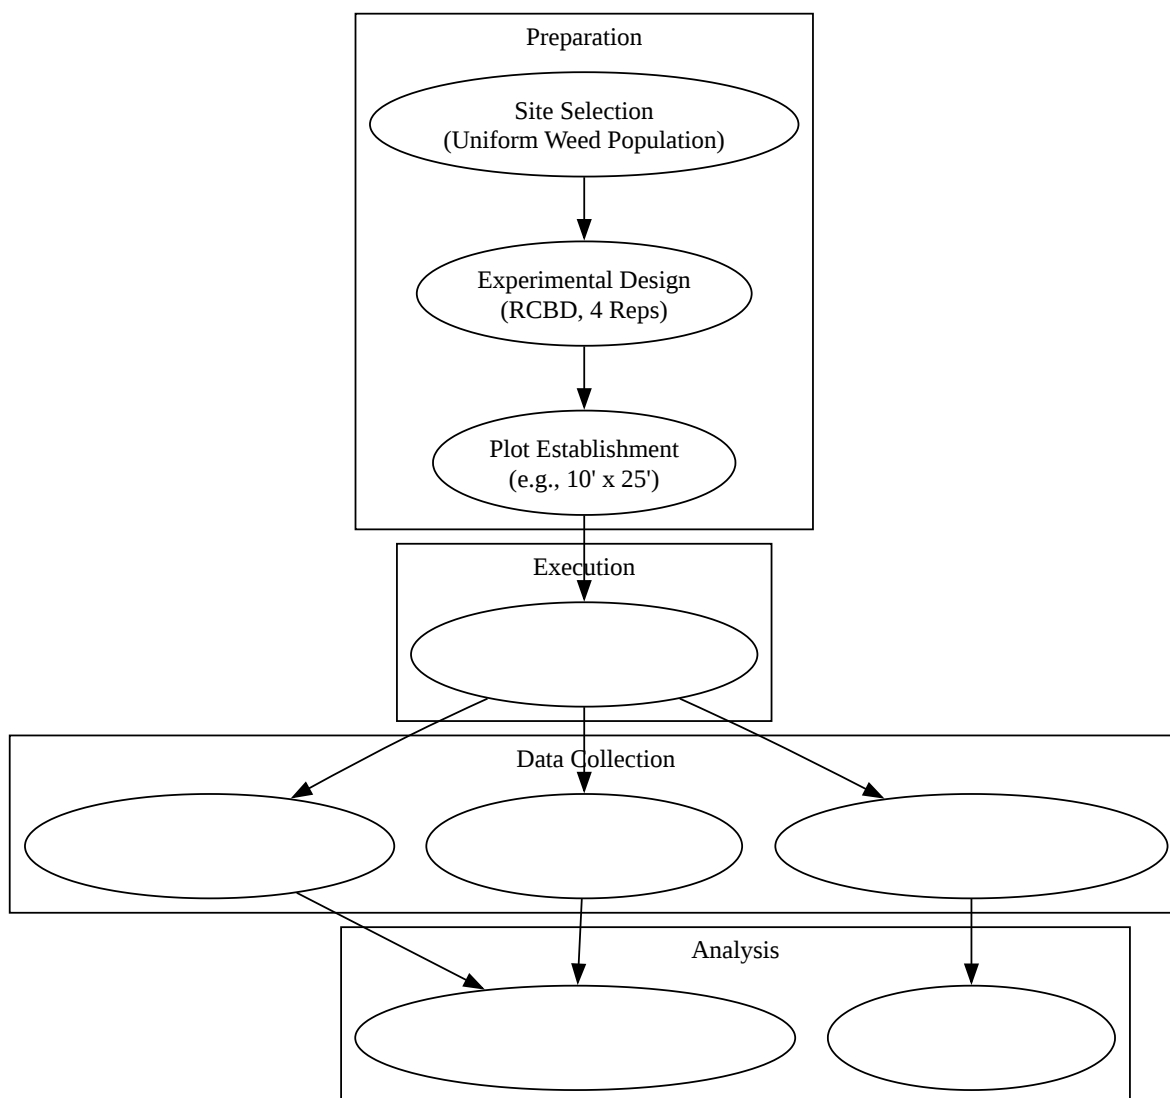 Preparation
Site Selection
(Uniform Weed Population)
Experimental Design
(RCBD, 4 Reps)
Plot Establishment
(e.g., 10' x 25')
Execution
Data Collection
Analysis